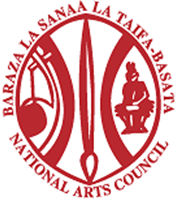 BARAZA LA SANAA LA TAIFA-BASATA
NATIONAL ARTS COUNCIL